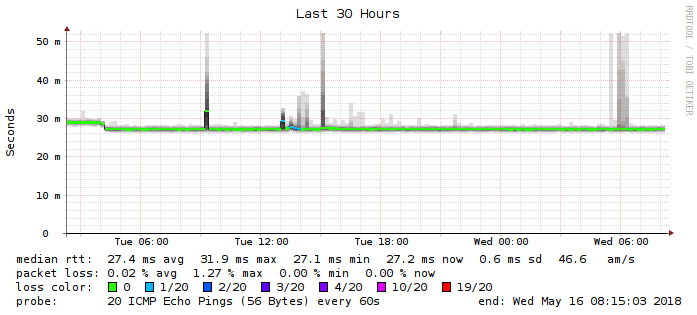 Last 30 Hours
RRDTOOL / TOBI OETIKER
Seconds
50 m
40 m
30 m
20 m
10 m
0
Tue 06:00 Tue 12:00 Tue 18:00 Wed 00:00 Wed 06:00
median rtt: 27.4 ms avg 31.9 ms max 27.1 ms min 27.2 ms now 0.6 ms sd 46.6 am/s
packet loss: 0.02 % avg 1.27 % max 0.00 % min 0.00 % now
loss color: 0 1/20 2/20 3/20 4/20 10/20 19/20
probe: 20 ICMP Echo Pings (56 Bytes) every 60s end: Wed May 16 08:15:03 2018